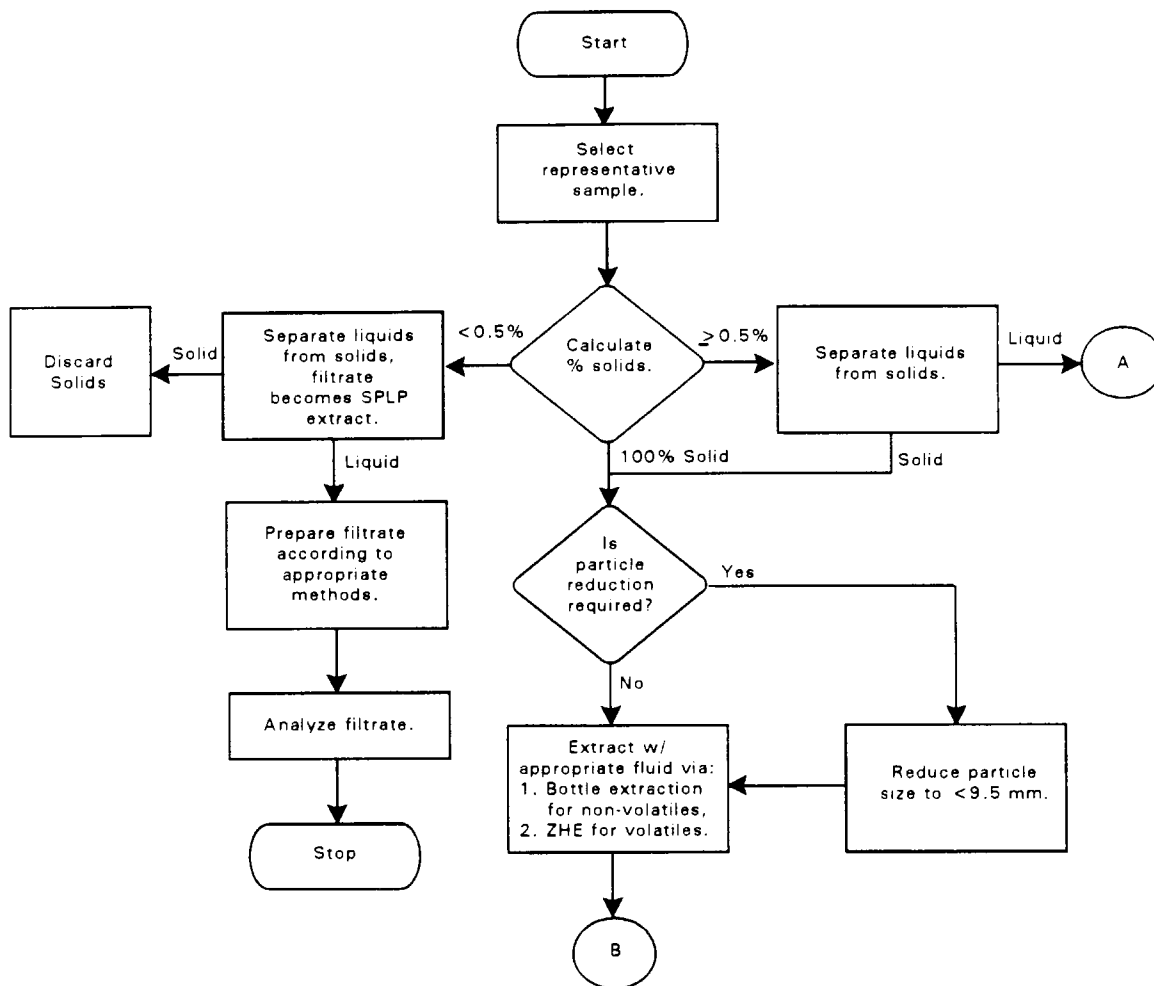 Start
Select
representative
sample.
Calculate
% solids.
<0.5%
≥0.5%
Separate liquids
from solids,
filtrate
becomes SPLP
extract.
Solid
Discard
Solids
Separate liquids
from solids.
Liquid
A
Liquid
100% Solid
Solid
Prepare filtrate
according to
appropriate
methods.
Is
particle
reduction
required?
Yes
No
Analyze filtrate.
Extract w/
appropriate fluid via:
1. Bottle extraction
for non-volatiles,
2. ZHE for volatiles.
Reduce particle
size to <9.5 mm.
Stop
B